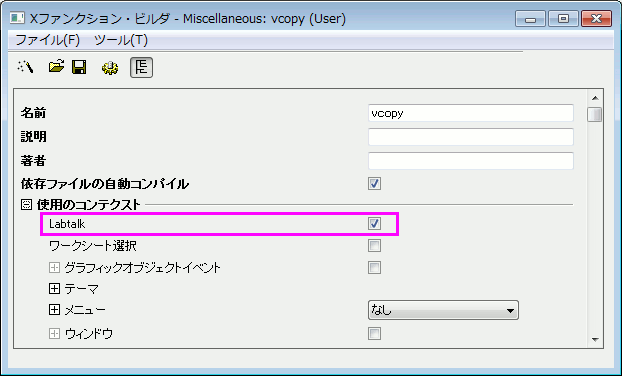 Xファンクション・ビルダ - Miscellaneous: vcopy (User)
ファイル(F) ツール(T)
名前 vcopy
説明
著者
依存ファイルの自動コンパイル
使用のコンテクスト
Labtalk
ワークシート選択
グラフィックオブジェクトイベント
テーマ
メニュー なし
ウィンドウ